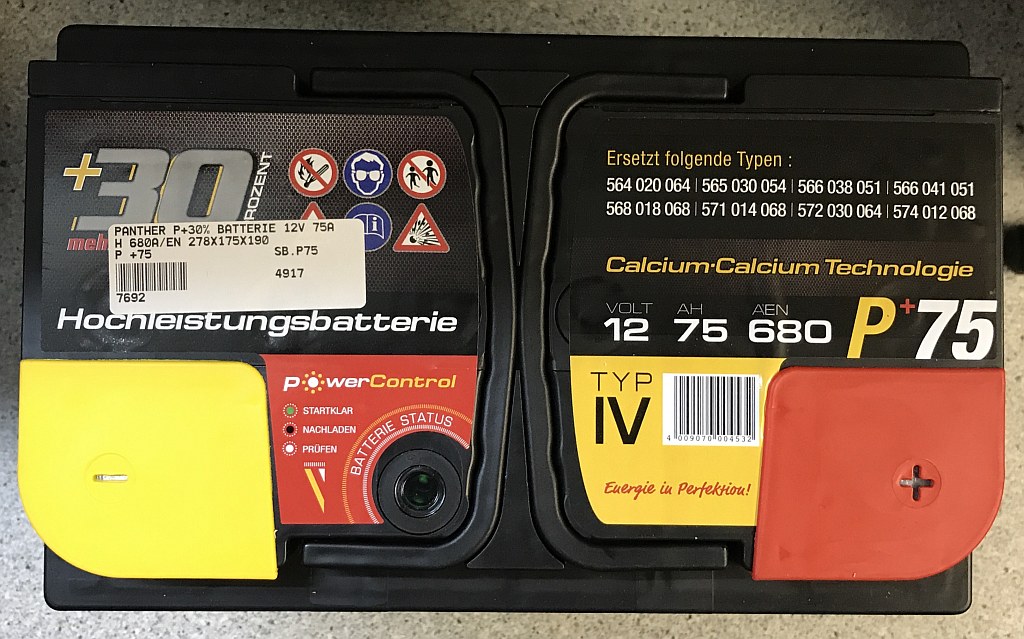 +30
ROZENT
meh
PANTHER P+30% BATTERIE 12V 75A
H 680A/EN 278X175X190
P +75 SB.P75
4917
7692
Hochleistungsbatterie
powerControl
STARTKLAR
NACHLADEN
PRÜFEN
BATTERIE STATUS
Ersetzt folgende Typen :
564 020 064 | 565 030 054 | 566 038 051 | 566 041 051
568 018 068 | 571 014 068 | 572 030 064 | 574 012 068
Calcium·Calcium Technologie
VOLT AH A'EN
12 75 680
P+75
TYP
IV
4 009070 004532
Energie in Perfektion!